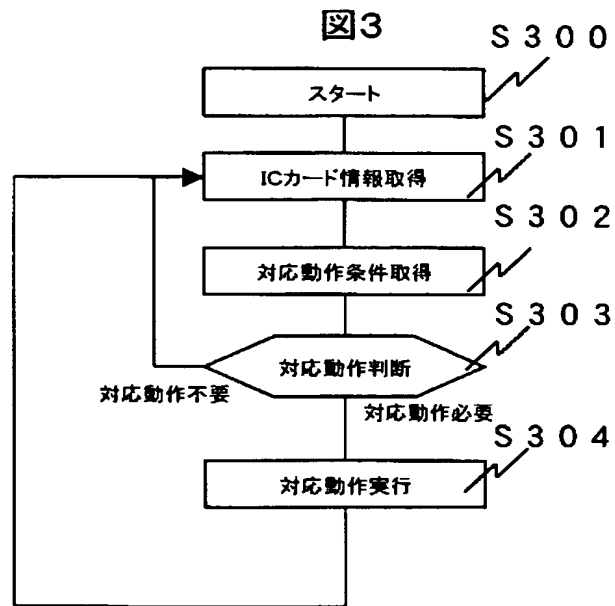 図3
S300
スタート
S301
ICカード情報取得
S302
対応動作条件取得
S303
対応動作判断
対応動作不要
対応動作必要
S304
対応動作実行